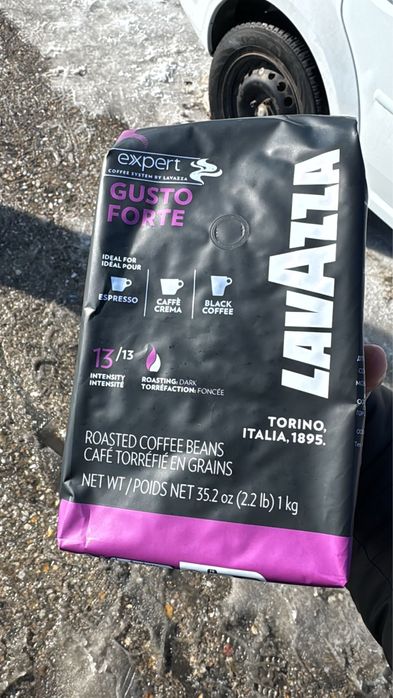 expert
COFFEE SYSTEM BY LAVAZZA
GUSTO
FORTE
LAVAZZA
IDEAL FOR
IDÉAL POUR
ESPRESSO
CAFFÈ
CREMA
BLACK
COFFEE
13/13
INTENSITY
INTENSITÉ
ROASTING: DARK
TORRÉFACTION: FONCÉE
TORINO,
ITALIA, 1895.
ROASTED COFFEE BEANS
CAFÉ TORRÉFIÉ EN GRAINS
NET WT / POIDS NET 35.2 oz (2.2 lb) 1 kg